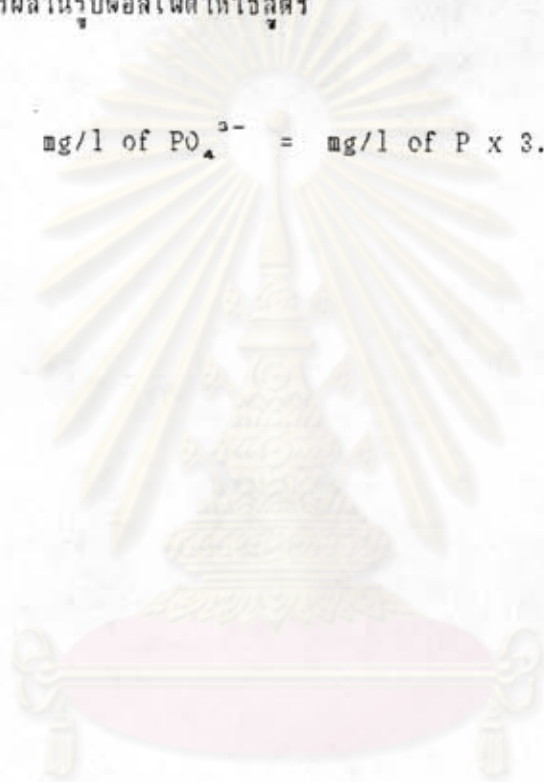 ในรูปฟอสเฟตให้ใช้สูตร
mg/l of PO₄³⁻ = mg/l of P x 3.